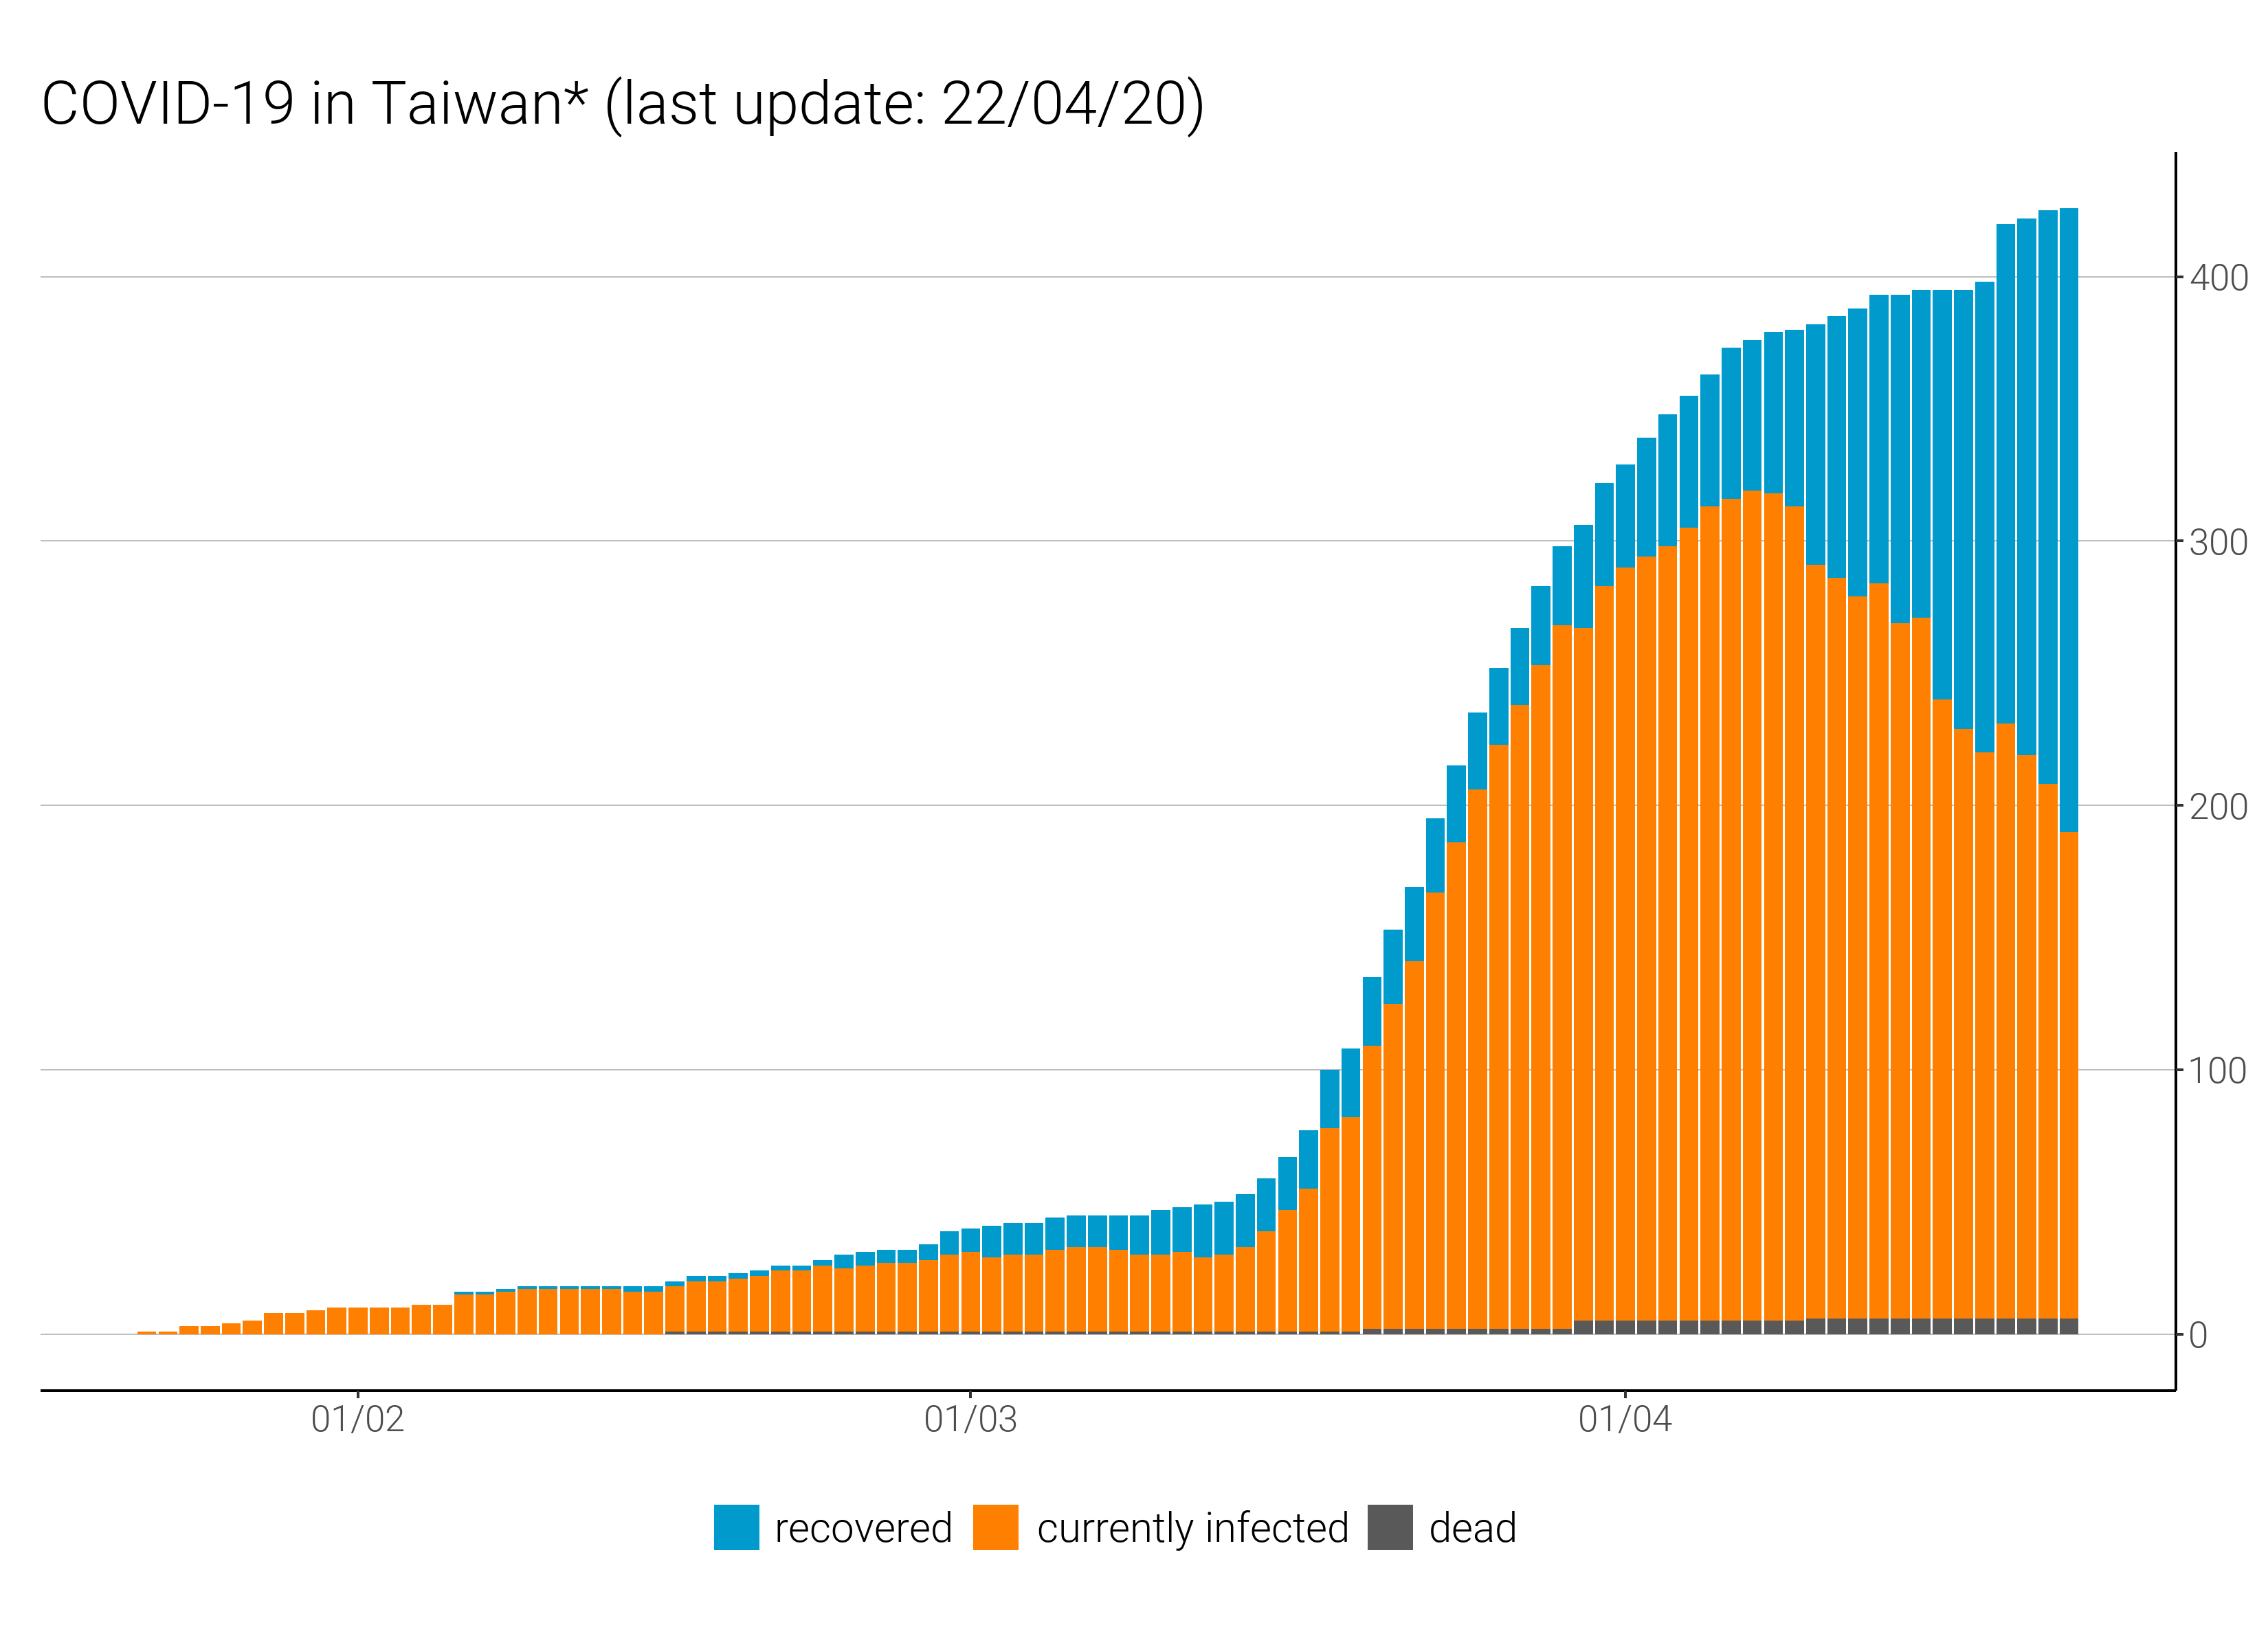 COVID-19 in Taiwan* (last update: 22/04/20)
400
300
200
100
0
01/02 01/03 01/04
recovered currently infected dead